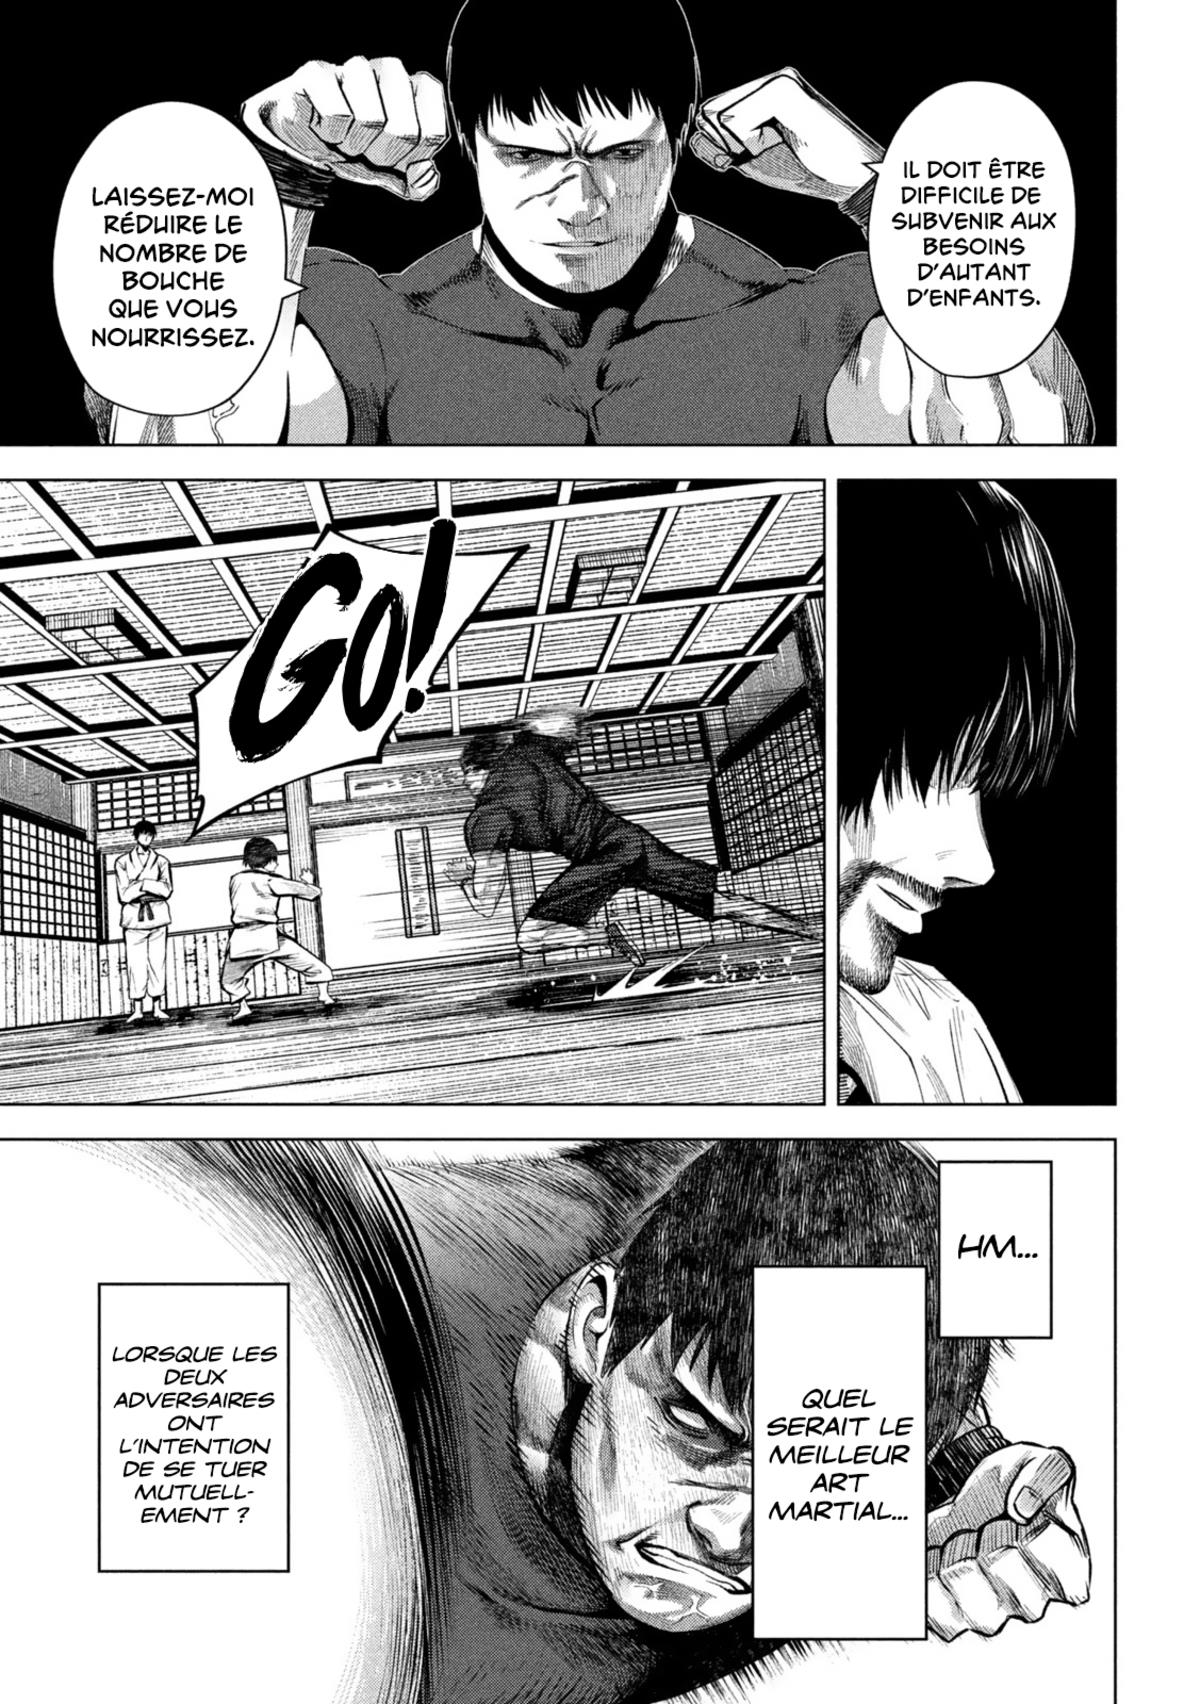 IL DOIT ÊTRE
DIFFICILE DE
SUBVENIR AUX
BESOINS
D'AUTANT
D'ENFANTS.
LAISSEZ-MOI
RÉDUIRE LE
NOMBRE DE
BOUCHE
QUE VOUS
NOURRISSEZ.
GO!
HM...
QUEL
SERAIT LE
MEILLEUR
ART
MARTIAL...
LORSQUE LES
DEUX
ADVERSAIRES
ONT
L'INTENTION
DE SE TUER
MUTUELL-
EMENT ?